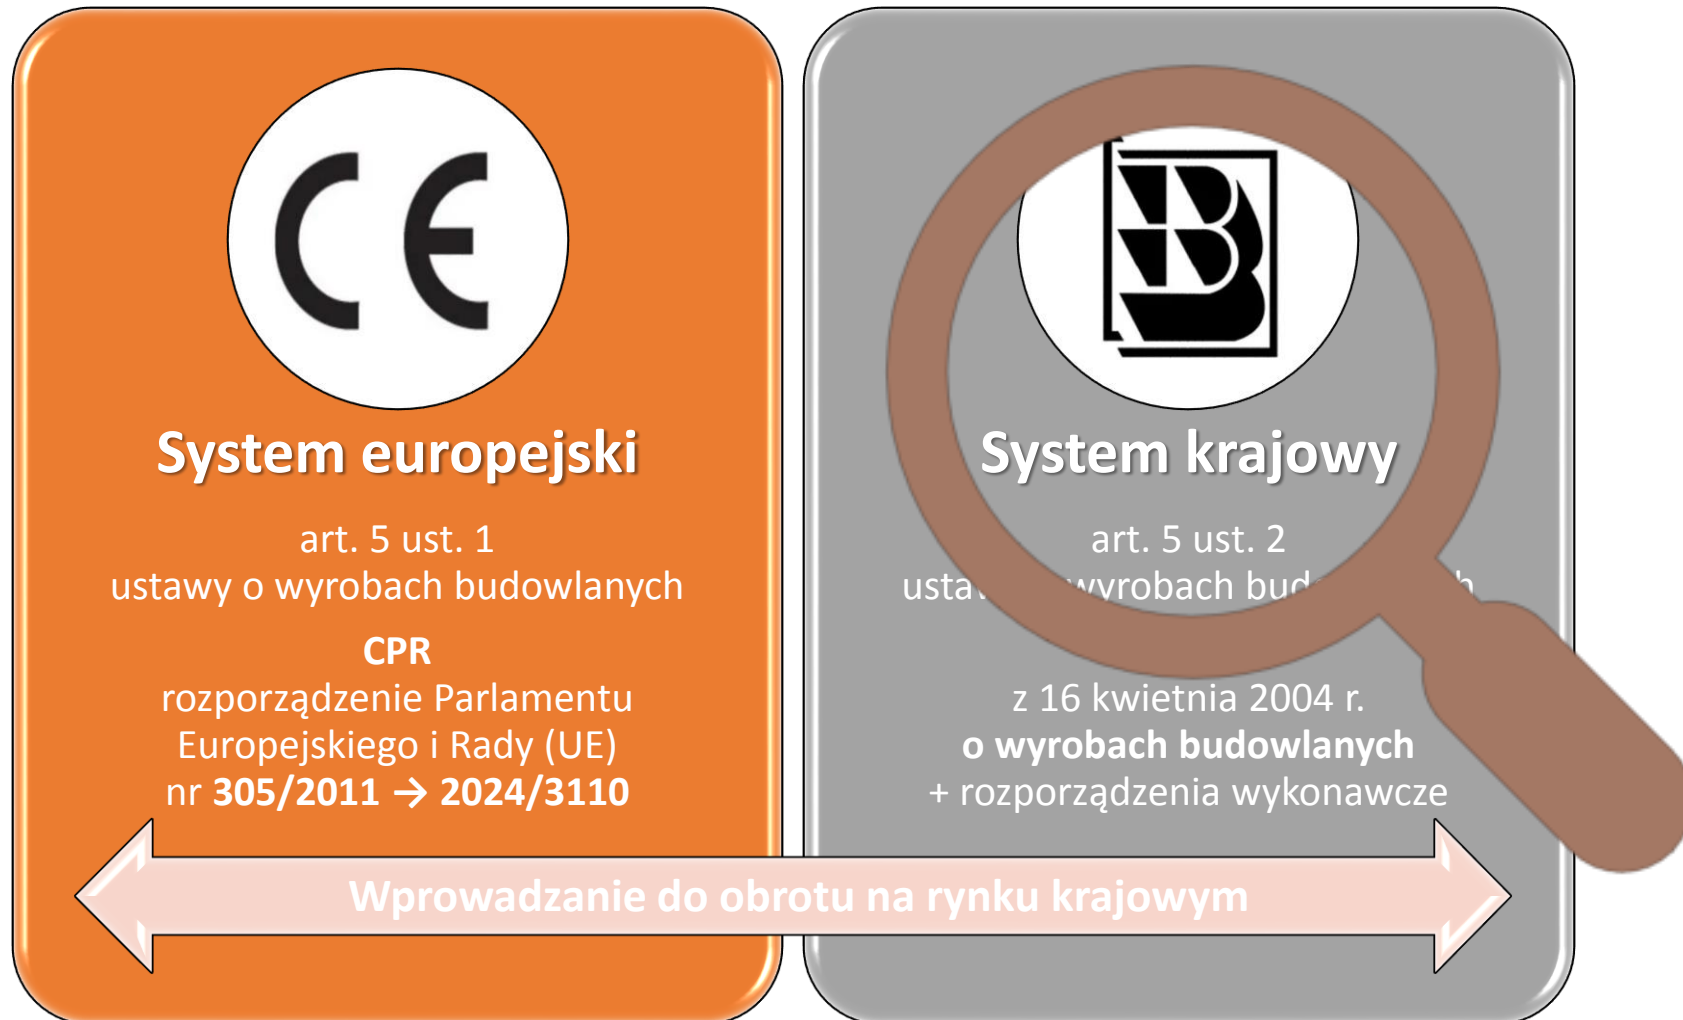 CE
System europejski
art. 5 ust. 1
ustawy o wyrobach budowlanych
CPR
rozporządzenie Parlamentu
Europejskiego i Rady (UE)
nr 305/2011 → 2024/3110
B
System krajowy
art. 5 ust. 2
wyrobach
z 16 kwietnia 2004 r.
o wyrobach budowlanych
+ rozporządzenia wykonawcze
Wprowadzanie do obrotu na rynku krajowym